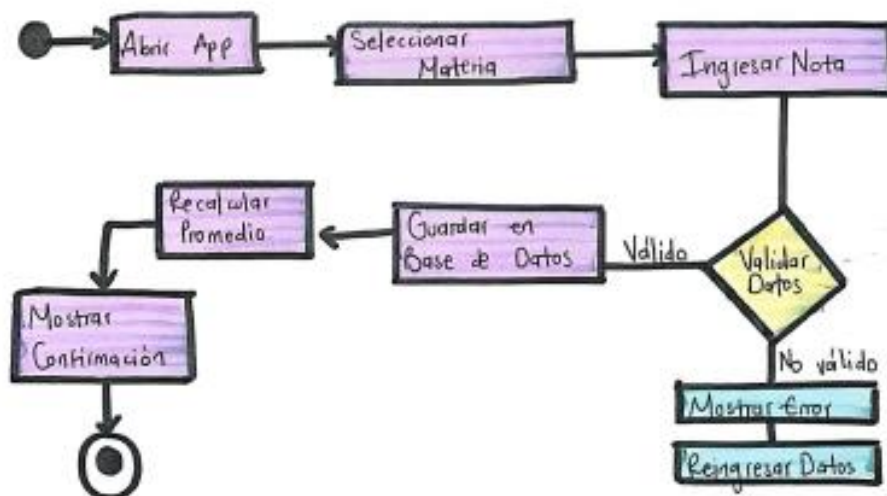 Abrir App
Seleccionar
Materia
Ingresar Nota
Recalcular
Promedio
Guardar en
Base de Datos
Válido
Validar
Datos
Mostrar
Confirmación
No válido
Mostrar Error
Reingresar Datos